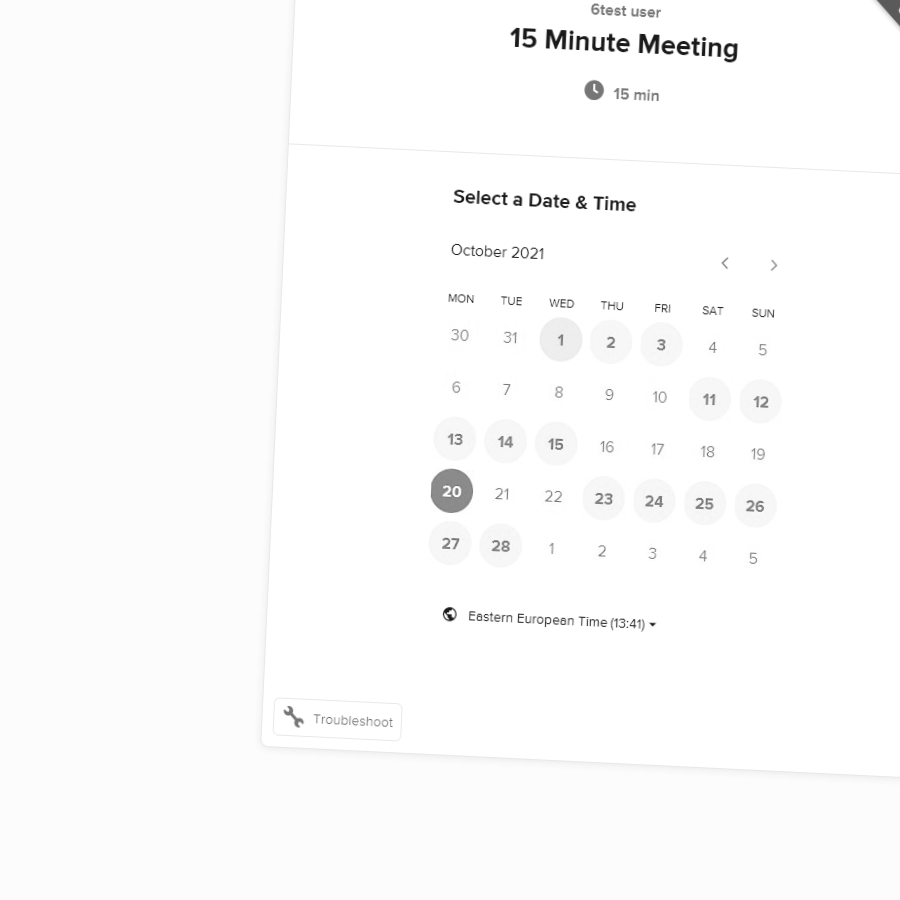 6test user
15 Minute Meeting
15 min
Select a Date & Time
October 2021
MON TUE WED THU FRI SAT SUN
30 31 1 2 3 4 5
6 7 8 9 10 11 12
13 14 15 16 17 18 19
20 21 22 23 24 25 26
27 28 1 2 3 4 5
Eastern European Time (13:41)
Troubleshoot